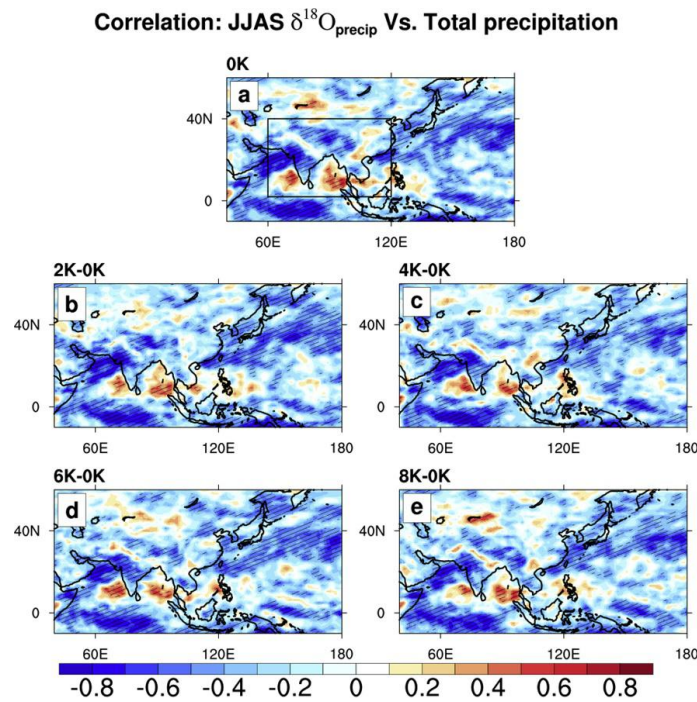 Correlation: JJAS δ¹⁸Oprecip Vs. Total precipitation
0K
a
40N
0
60E 120E 180
2K-0K
b
40N
0
60E 120E 180
4K-0K
c
40N
0
60E 120E 180
6K-0K
d
40N
0
60E 120E 180
8K-0K
e
40N
0
60E 120E 180
-0.8 -0.6 -0.4 -0.2 0 0.2 0.4 0.6 0.8